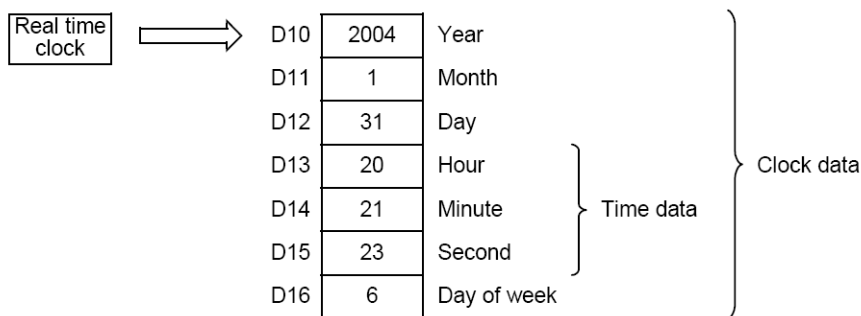 Real time
clock
D10 2004 Year
D11 1 Month
D12 31 Day
D13 20 Hour
D14 21 Minute
D15 23 Second
D16 6 Day of week
Time data
Clock data